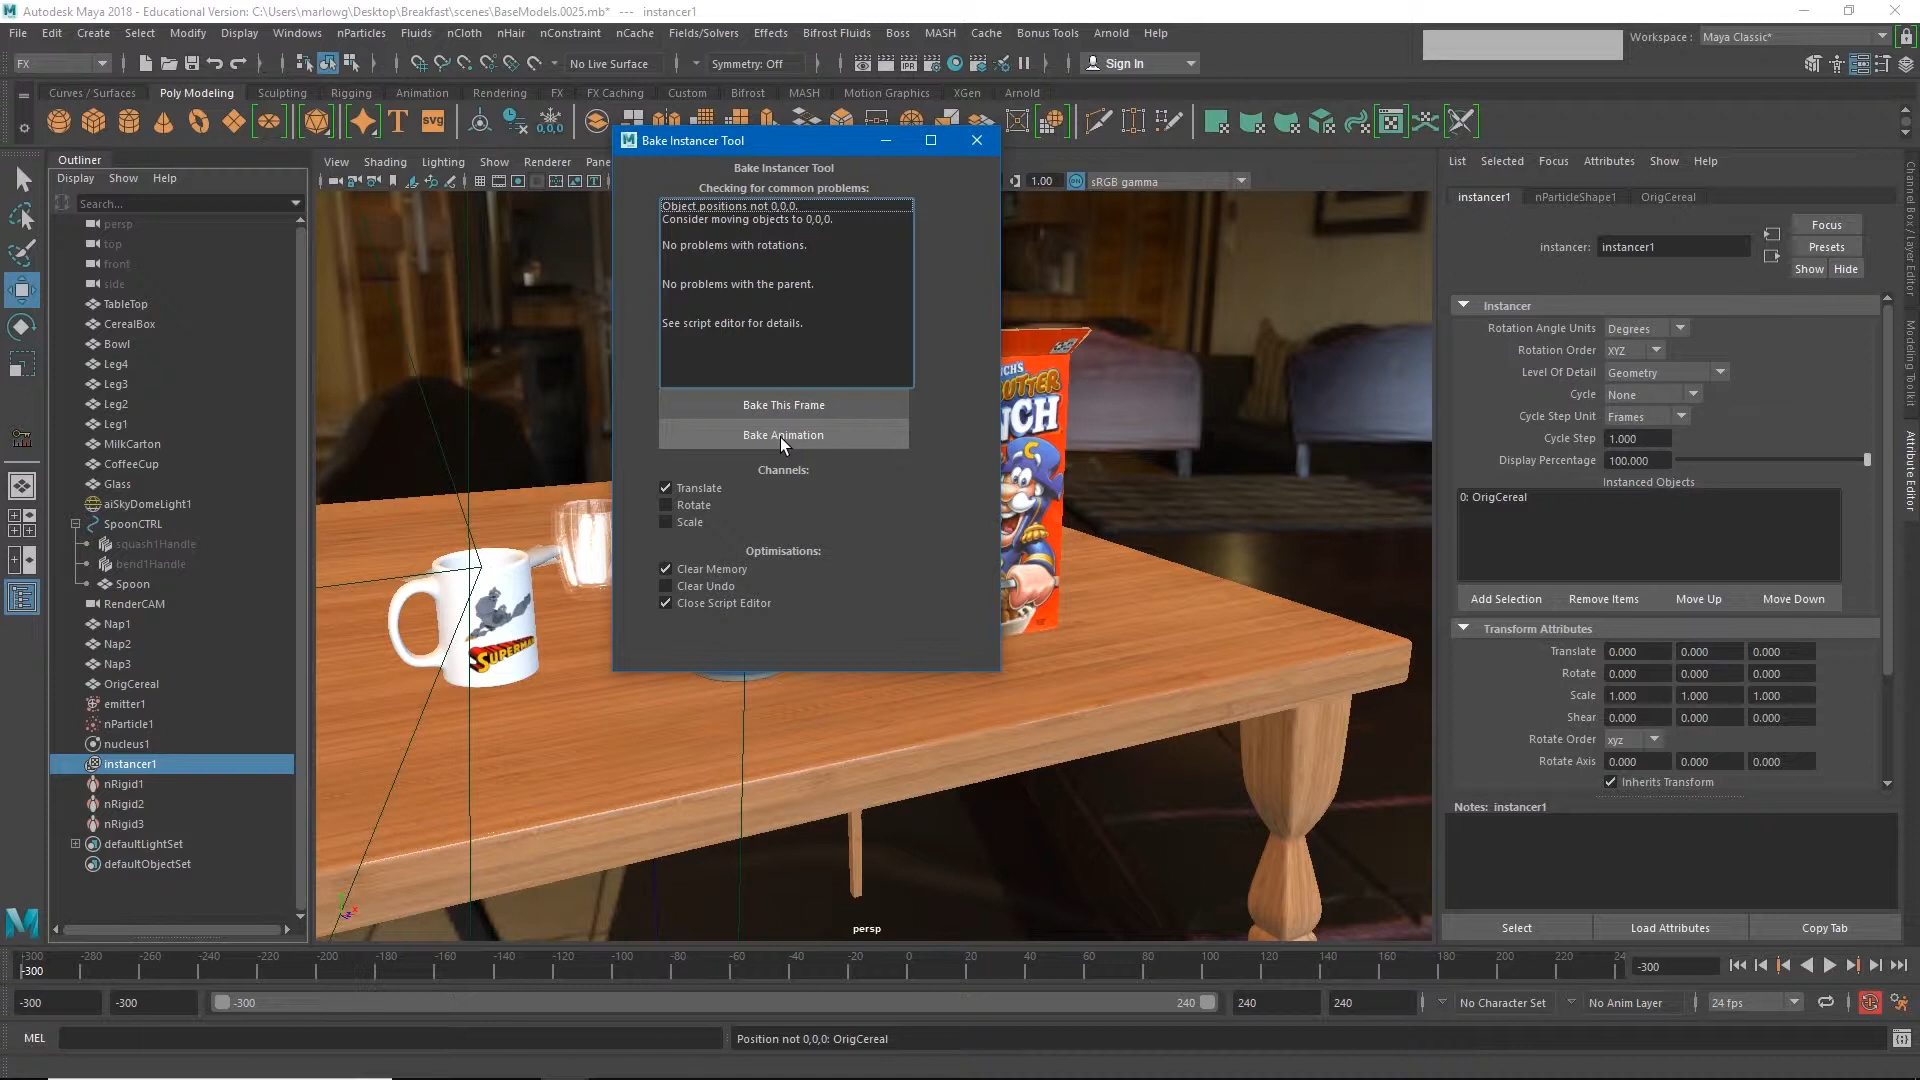 Autodesk Maya 2018 - Educational Version: C:\Users\marlowg\Desktop\Breakfast\scenes\BaseModels.0025.mb* --- instancer1
File Edit Create Select Modify Display Windows nParticles Fluids nCloth nHair nConstraint nCache Fields/Solvers Effects Bifrost Fluids Boss MASH Cache Bonus Tools Arnold Help
Workspace : Maya Classic*
FX No Live Surface Symmetry: Off Sign In
Curves / Surfaces Poly Modeling Sculpting Rigging Animation Rendering FX FX Caching Custom Bifrost MASH Motion Graphics XGen Arnold
T svg 0,0,0
Outliner
Display Show Help
Search...
persp
top
front
side
TableTop
CerealBox
Bowl
Leg4
Leg3
Leg2
Leg1
MilkCarton
CoffeeCup
Glass
aiSkyDomeLight1
SpoonCTRL
squash1Handle
bend1Handle
Spoon
RenderCAM
Nap1
Nap2
Nap3
OrigCereal
emitter1
nParticle1
nucleus1
instancer1
nRigid1
nRigid2
nRigid3
defaultLightSet
defaultObjectSet
View Shading Lighting Show Renderer Pane
1.00 sRGB gamma
Bake Instancer Tool
Bake Instancer Tool
Checking for common problems:
Object positions not 0,0,0.
Consider moving objects to 0,0,0.
No problems with rotations.
No problems with the parent.
See script editor for details.
Bake This Frame
Bake Animation
Channels:
Translate
Rotate
Scale
Optimisations:
Clear Memory
Clear Undo
Close Script Editor
SUPERMAN
persp
List Selected Focus Attributes Show Help
instancer1 nParticleShape1 OrigCereal
instancer: instancer1
Focus
Presets
Show Hide
Instancer
Rotation Angle Units Degrees
Rotation Order XYZ
Level Of Detail Geometry
Cycle None
Cycle Step Unit Frames
Cycle Step 1.000
Display Percentage 100.000
Instanced Objects
0: OrigCereal
Add Selection Remove Items Move Up Move Down
Transform Attributes
Translate 0.000 0.000 0.000
Rotate 0.000 0.000 0.000
Scale 1.000 1.000 1.000
Shear 0.000 0.000 0.000
Rotate Order xyz
Rotate Axis 0.000 0.000 0.000
Inherits Transform
Notes: instancer1
Select Load Attributes Copy Tab
Channel Box / Layer Editor
Modeling Toolkit
Attribute Editor
-300 -280 -260 -240 -220 -200 -180 -160 -140 -120 -100 -80 -60 -40 -20 0 20 40 60 80 100 120 140 160 180 200 220 24
-300 -300
-300 -300 -300 240 240 240 No Character Set No Anim Layer 24 fps
MEL Position not 0,0,0: OrigCereal